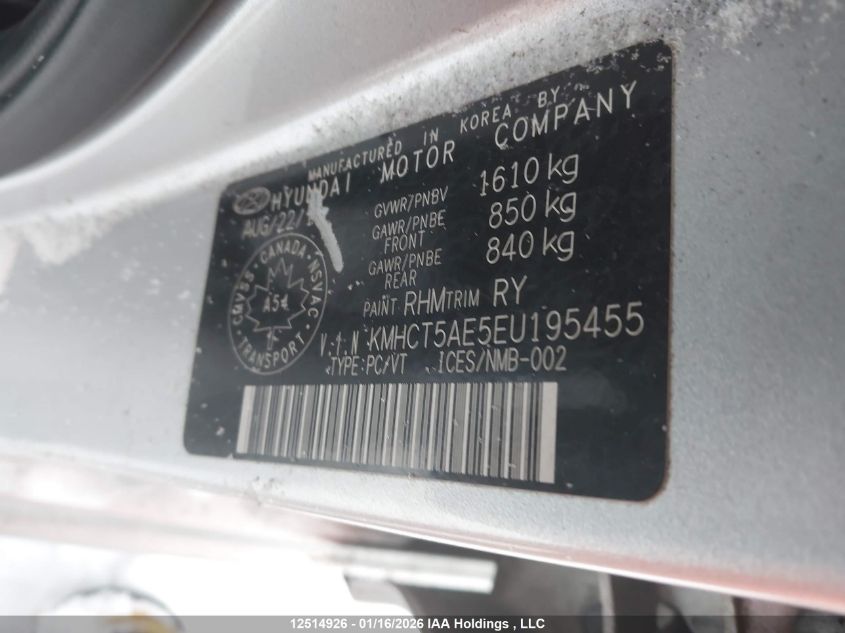 MANUFACTURED IN KOREA BY
HYUNDAI MOTOR COMPANY
AUG/22/
GVWR/PNBV 1610 kg
GAWR/PNBE FRONT 850 kg
GAWR/PNBE REAR 840 kg
PAINT RHM TRIM RY
V.I.N KMHCT5AE5EU195455
TYPE:PC/VT ICES/NMB-002
CMVSS CANADA NSVAC
A54
TRANSPORT
12514926 - 01/16/2026 IAA Holdings , LLC